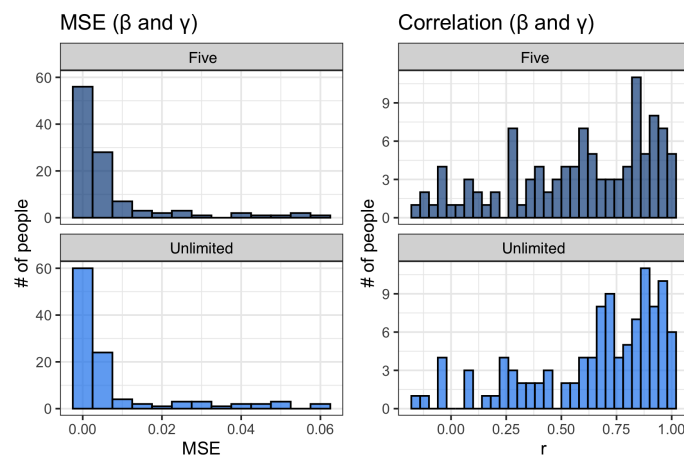 MSE (β and γ)
Five
# of people
60
40
20
0
Unlimited
60
40
20
0
0.00 0.02 0.04 0.06
MSE
Correlation (β and γ)
Five
# of people
9
6
3
0
Unlimited
9
6
3
0
0.00 0.25 0.50 0.75 1.00
r